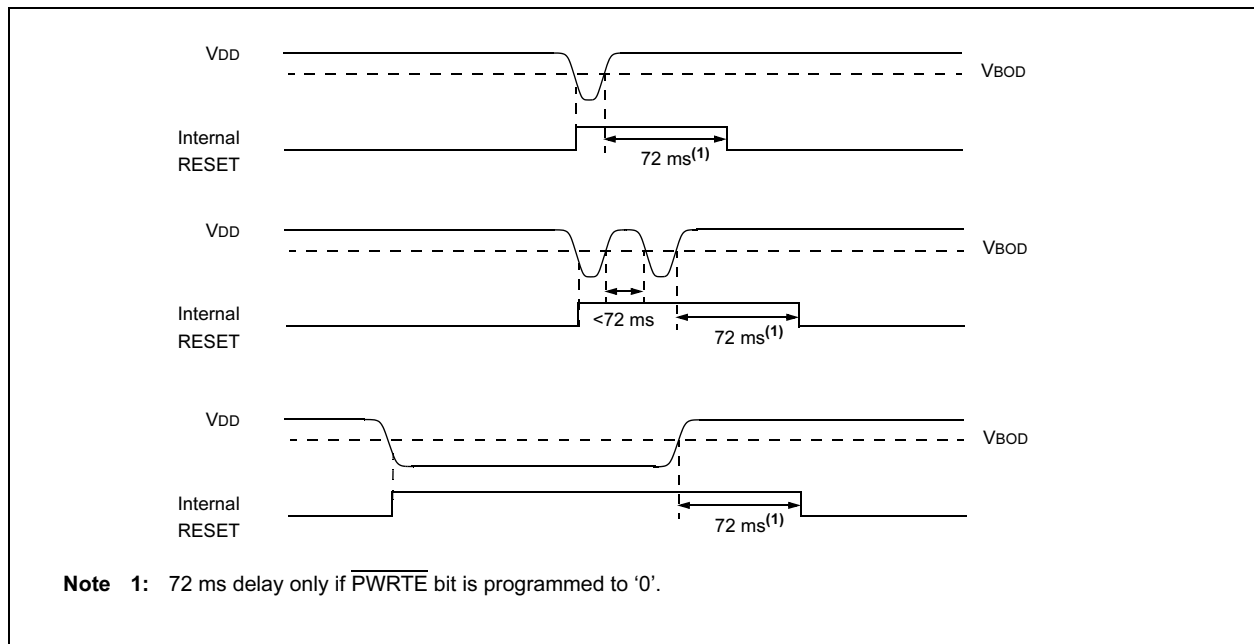 VDD
VBOD
Internal
RESET
72 ms(1)
VDD
VBOD
Internal
RESET
<72 ms
72 ms(1)
VDD
VBOD
Internal
RESET
72 ms(1)
Note 1: 72 ms delay only if PWRTE bit is programmed to ‘0’.